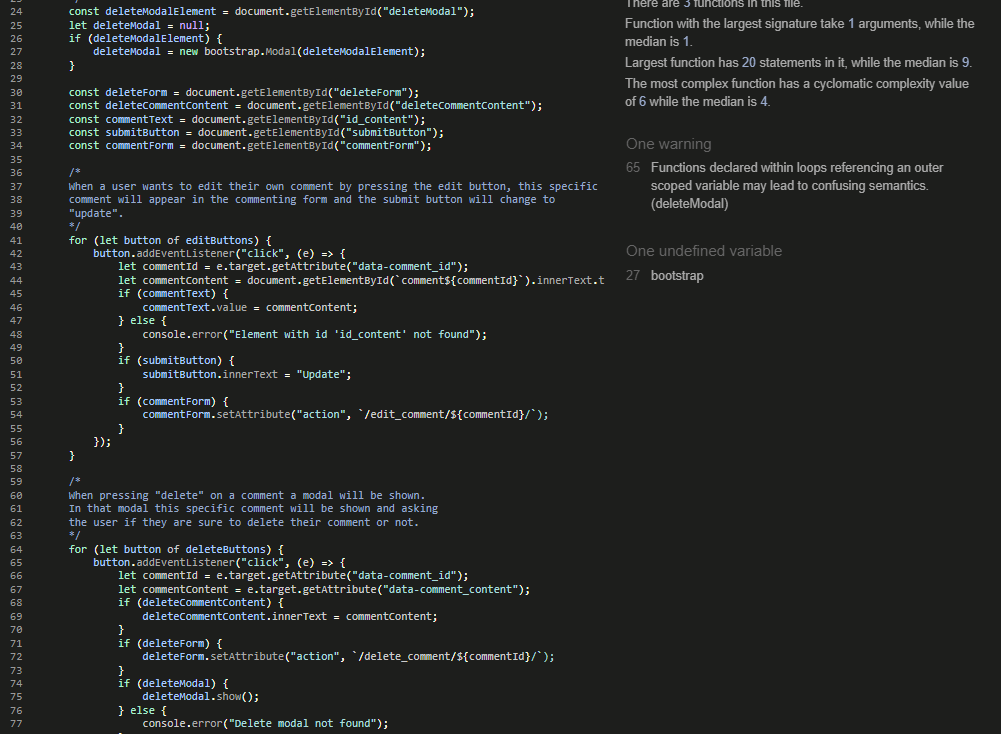 24 const deleteModalElement = document.getElementById("deleteModal");
25 let deleteModal = null;
26 if (deleteModalElement) {
27 deleteModal = new bootstrap.Modal(deleteModalElement);
28 }
29
30 const deleteForm = document.getElementById("deleteForm");
31 const deleteCommentContent = document.getElementById("deleteCommentContent");
32 const commentText = document.getElementById("id_content");
33 const submitButton = document.getElementById("submitButton");
34 const commentForm = document.getElementById("commentForm");
35
36 /*
37 When a user wants to edit their own comment by pressing the edit button, this specific
38 comment will appear in the commenting form and the submit button will change to
39 "update".
40 */
41 for (let button of editButtons) {
42 button.addEventListener("click", (e) => {
43 let commentId = e.target.getAttribute("data-comment_id");
44 let commentContent = document.getElementById(`comment${commentId}`).innerText.t
45 if (commentText) {
46 commentText.value = commentContent;
47 } else {
48 console.error("Element with id 'id_content' not found");
49 }
50 if (submitButton) {
51 submitButton.innerText = "Update";
52 }
53 if (commentForm) {
54 commentForm.setAttribute("action", `/edit_comment/${commentId}/`);
55 }
56 });
57 }
58
59 /*
60 When pressing "delete" on a comment a modal will be shown.
61 In that modal this specific comment will be shown and asking
62 the user if they are sure to delete their comment or not.
63 */
64 for (let button of deleteButtons) {
65 button.addEventListener("click", (e) => {
66 let commentId = e.target.getAttribute("data-comment_id");
67 let commentContent = e.target.getAttribute("data-comment_content");
68 if (deleteCommentContent) {
69 deleteCommentContent.innerText = commentContent;
70 }
71 if (deleteForm) {
72 deleteForm.setAttribute("action", `/delete_comment/${commentId}/`);
73 }
74 if (deleteModal) {
75 deleteModal.show();
76 } else {
77 console.error("Delete modal not found");
There are 3 functions in this file.
Function with the largest signature take 1 arguments, while the
median is 1.
Largest function has 20 statements in it, while the median is 9.
The most complex function has a cyclomatic complexity value
of 6 while the median is 4.
One warning
65 Functions declared within loops referencing an outer
scoped variable may lead to confusing semantics.
(deleteModal)
One undefined variable
27 bootstrap